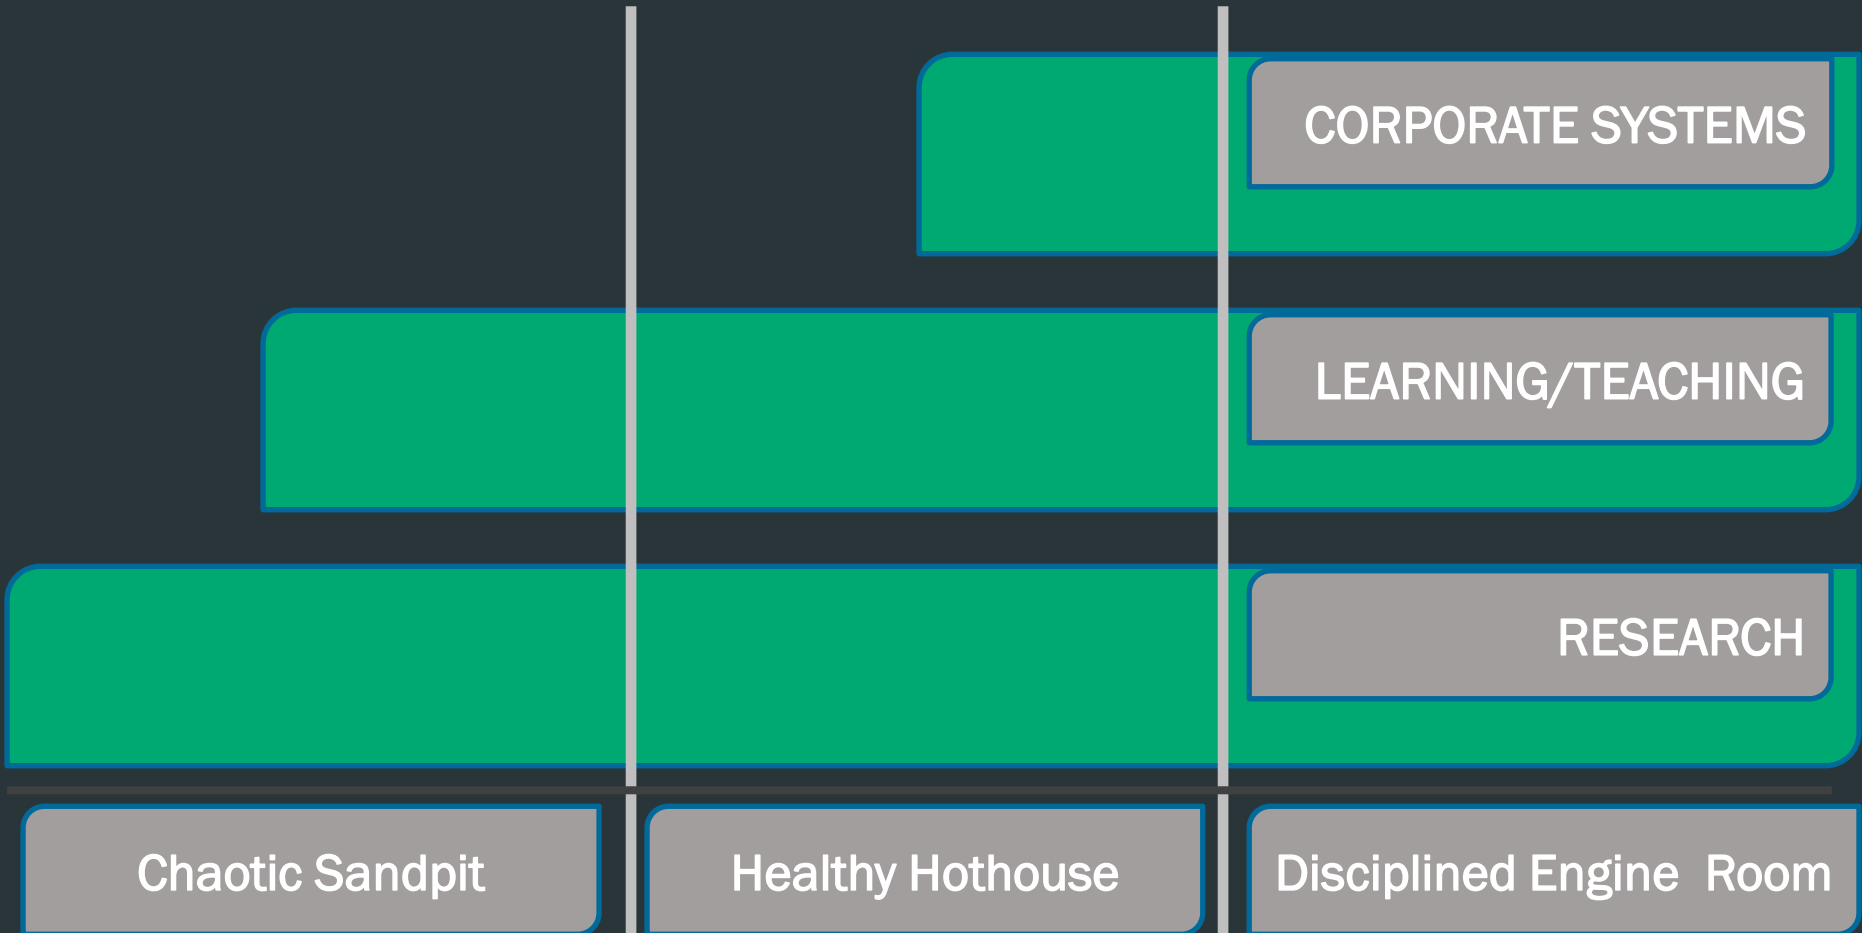 CORPORATE SYSTEMS
LEARNING/TEACHING
RESEARCH
Chaotic Sandpit
Healthy Hothouse
Disciplined Engine  Room